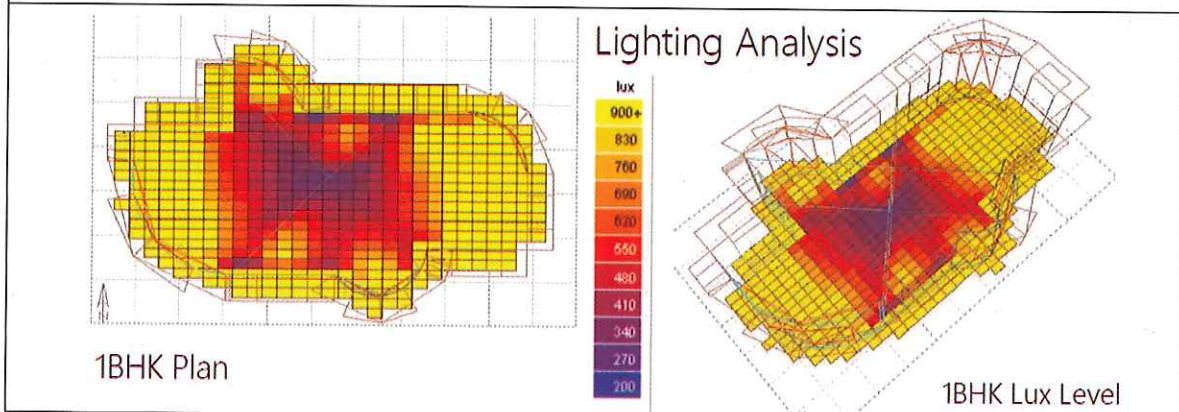 Lighting Analysis
lux
900+
830
760
690
620
550
480
410
340
270
200
1BHK Plan
1BHK Lux Level